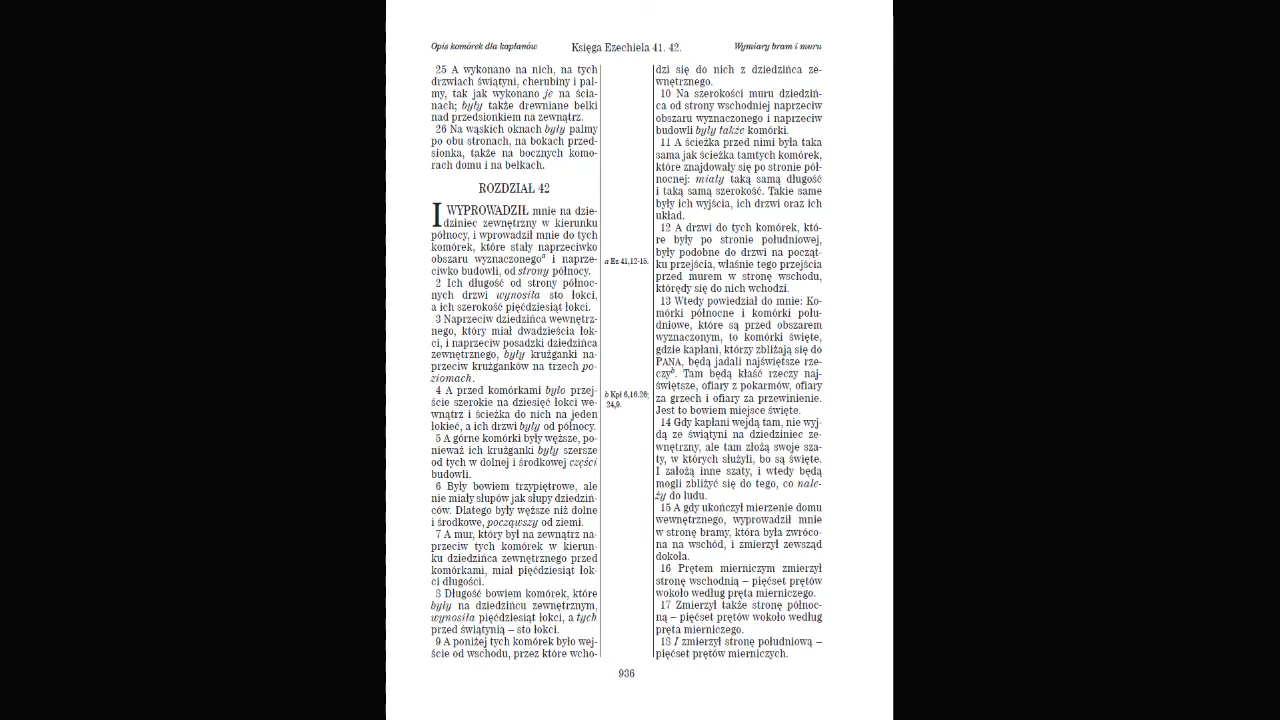 Opis komórek dla kapłanów
Księga Ezechiela 41. 42.
Wymiary bram i muru
25 A wykonano na nich, na tych
drzwiach świątyni, cherubiny i pal-
my, tak jak wykonano je na ścia-
nach; były także drewniane belki
nad przedsionkiem na zewnątrz.
26 Na wąskich oknach były palmy
po obu stronach, na bokach przed-
sionka, także na bocznych komo-
rach domu i na belkach.
ROZDZIAŁ 42
I WYPROWADZIŁ mnie na dzie-
dziniec zewnętrzny w kierunku
północy, i wprowadził mnie do tych
komórek, które stały naprzeciwko
obszaru wyznaczonego a i naprze-
ciwko budowli, od strony północy.
2 Ich długość od strony północ-
nych drzwi wynosiła sto łokci,
a ich szerokość pięćdziesiąt łokci.
3 Naprzeciw dziedzińca wewnętrz-
nego, który miał dwadzieścia łok-
ci, i naprzeciw posadzki dziedzińca
zewnętrznego, były krużganki na-
przeciw krużganków na trzech po-
ziomach.
4 A przed komórkami było przej-
ście szerokie na dziesięć łokci we-
wnątrz i ścieżka do nich na jeden
łokieć, a ich drzwi były od północy.
5 A górne komórki były węższe, po-
nieważ ich krużganki były szersze
od tych w dolnej i środkowej części
budowli.
6 Były bowiem trzypiętrowe, ale
nie miały słupów jak słupy dziedziń-
ców. Dlatego były węższe niż dolne
i środkowe, począwszy od ziemi.
7 A mur, który był na zewnątrz na-
przeciw tych komórek w kierun-
ku dziedzińca zewnętrznego przed
komórkami, miał pięćdziesiąt łok-
ci długości.
8 Długość bowiem komórek, które
były na dziedzińcu zewnętrznym,
wynosiła pięćdziesiąt łokci, a tych
przed świątynią – sto łokci.
9 A poniżej tych komórek było wej-
ście od wschodu, przez które wcho-
a Ez 41,12-15.
b Kpł 6,16.26;
24,9.
dzi się do nich z dziedzińca ze-
wnętrznego.
10 Na szerokości muru dziedziń-
ca od strony wschodniej naprzeciw
obszaru wyznaczonego i naprzeciw
budowli były także komórki.
11 A ścieżka przed nimi była taka
sama jak ścieżka tamtych komórek,
które znajdowały się po stronie pół-
nocnej: miały taką samą długość
i taką samą szerokość. Takie same
były ich wyjścia, ich drzwi oraz ich
układ.
12 A drzwi do tych komórek, któ-
re były po stronie południowej,
były podobne do drzwi na począt-
ku przejścia, właśnie tego przejścia
przed murem w stronę wschodu,
którędy się do nich wchodzi.
13 Wtedy powiedział do mnie: Ko-
mórki północne i komórki połu-
dniowe, które są przed obszarem
wyznaczonym, to komórki święte,
gdzie kapłani, którzy zbliżają się do
PANA, będą jadali najświętsze rze-
czy b. Tam będą kłaść rzeczy naj-
świętsze, ofiary z pokarmów, ofiary
za grzech i ofiary za przewinienie.
Jest to bowiem miejsce święte.
14 Gdy kapłani wejdą tam, nie wyj-
dą ze świątyni na dziedziniec ze-
wnętrzny, ale tam złożą swoje sza-
ty, w których służyli, bo są święte.
I założą inne szaty, i wtedy będą
mogli zbliżyć się do tego, co nale-
ży do ludu.
15 A gdy ukończył mierzenie domu
wewnętrznego, wyprowadził mnie
w stronę bramy, która była zwróco-
na na wschód, i zmierzył zewsząd
dokoła.
16 Prętem mierniczym zmierzył
stronę wschodnią – pięćset prętów
wokoło według pręta mierniczego.
17 Zmierzył także stronę północ-
ną – pięćset prętów wokoło według
pręta mierniczego.
18 I zmierzył stronę południową –
pięćset prętów mierniczych.
936